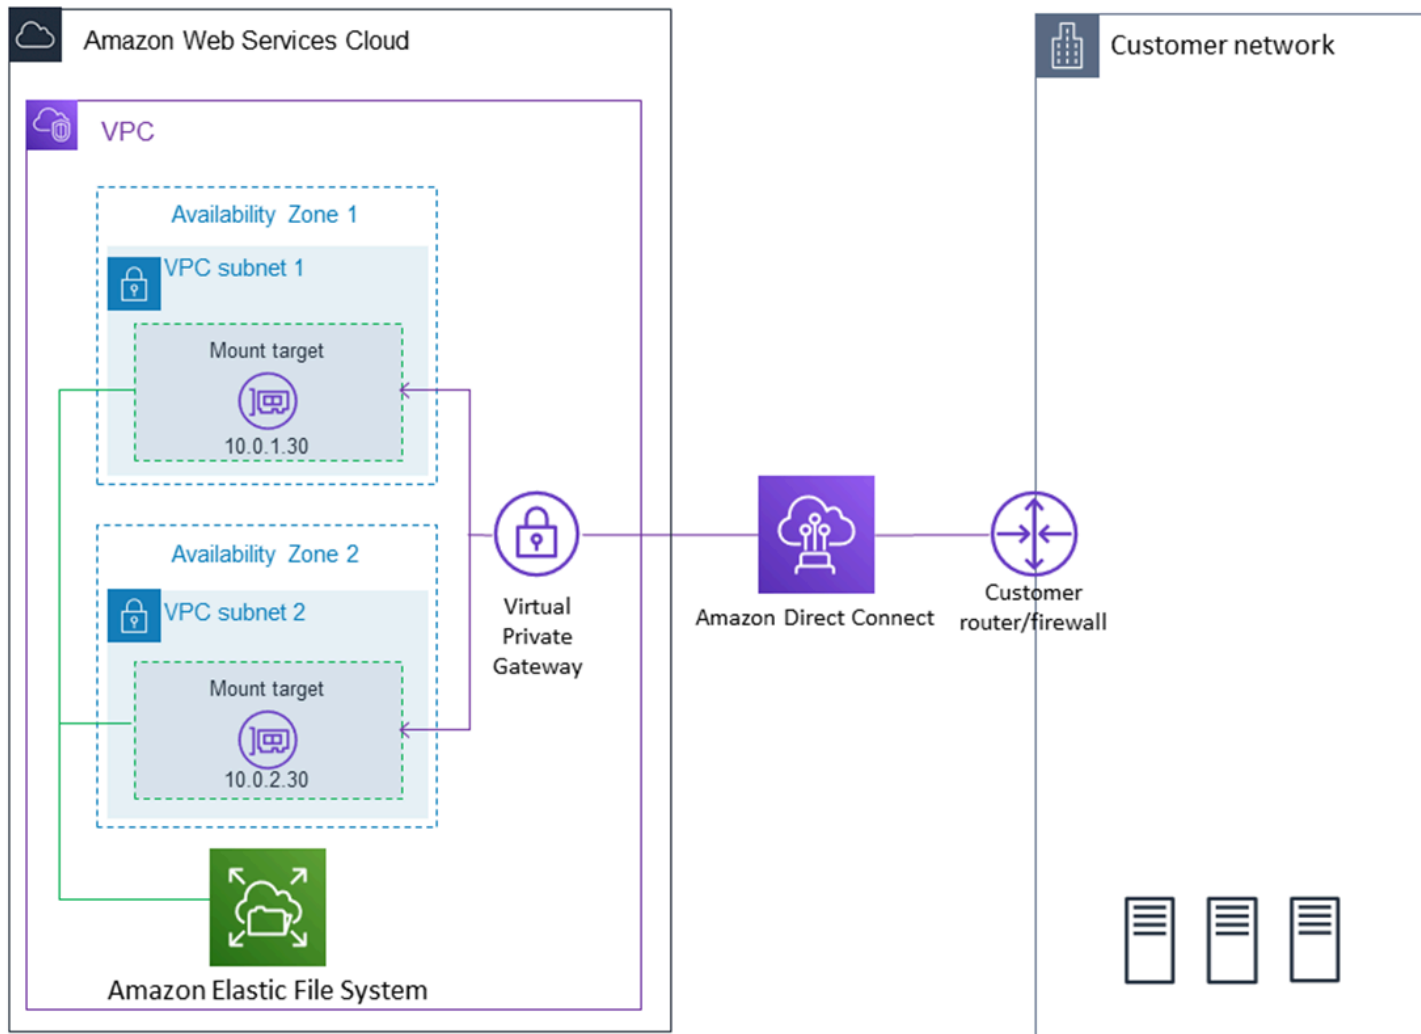 Amazon Web Services Cloud
VPC
Availability Zone 1
VPC subnet 1
Mount target
10.0.1.30
Availability Zone 2
VPC subnet 2
Mount target
10.0.2.30
Amazon Elastic File System
Virtual
Private
Gateway
Amazon Direct Connect
Customer
router/firewall
Customer network